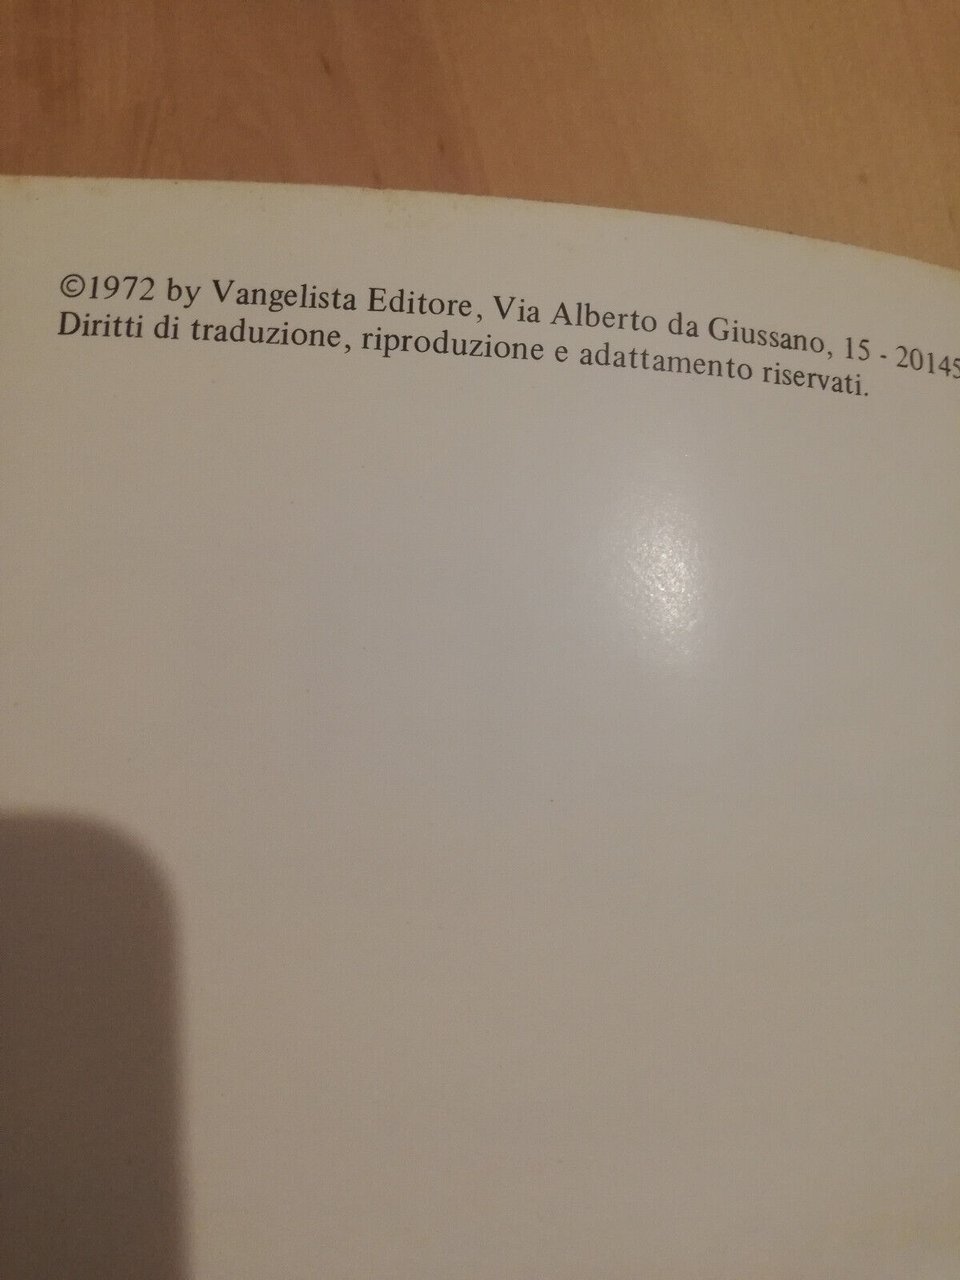 ©1972 by Vangelista Editore, Via Alberto da Giussano, 15 - 20145
Diritti di traduzione, riproduzione e adattamento riservati.